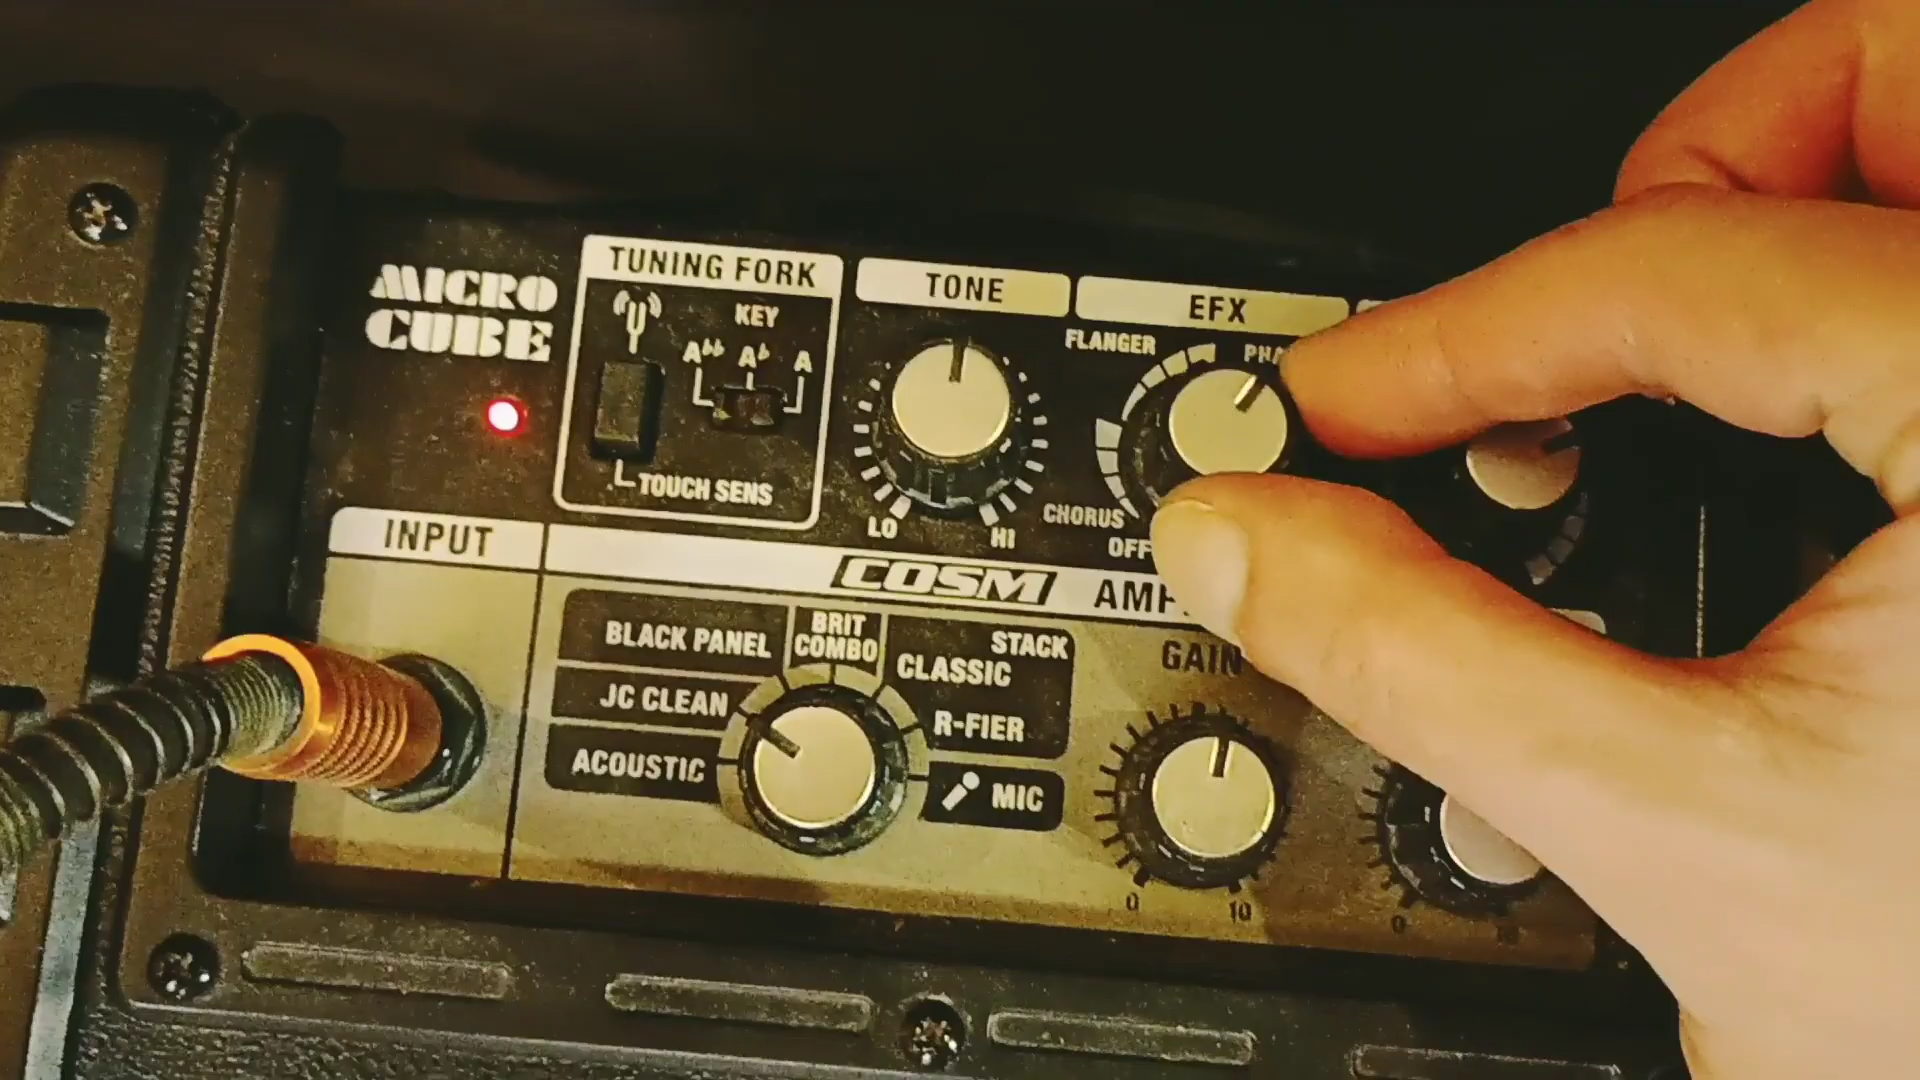 MICRO
CUBE
TUNING FORK
KEY
A♭♭ A♭ A
TOUCH SENS
TONE
LO HI
EFX
FLANGER
CHORUS
OFF
INPUT
COSM
BLACK PANEL
JC CLEAN
ACOUSTIC
BRIT
COMBO
STACK
CLASSIC
R-FIER
MIC
GAIN
0 10
0